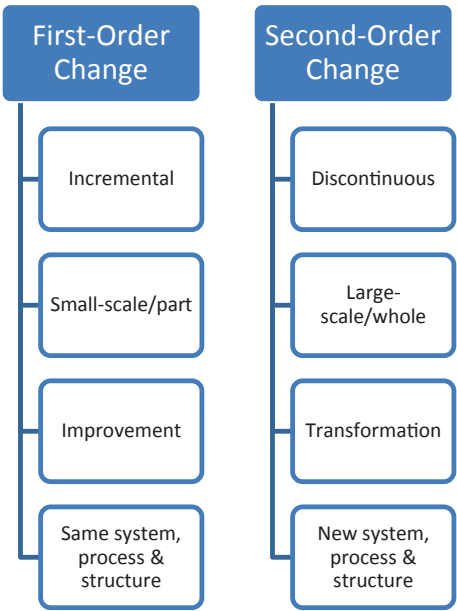 First-Order
Change
Incremental
Small-scale/part
Improvement
Same system,
process &
structure
Second-Order
Change
Discontinuous
Large-
scale/whole
Transformation
New system,
process &
structure